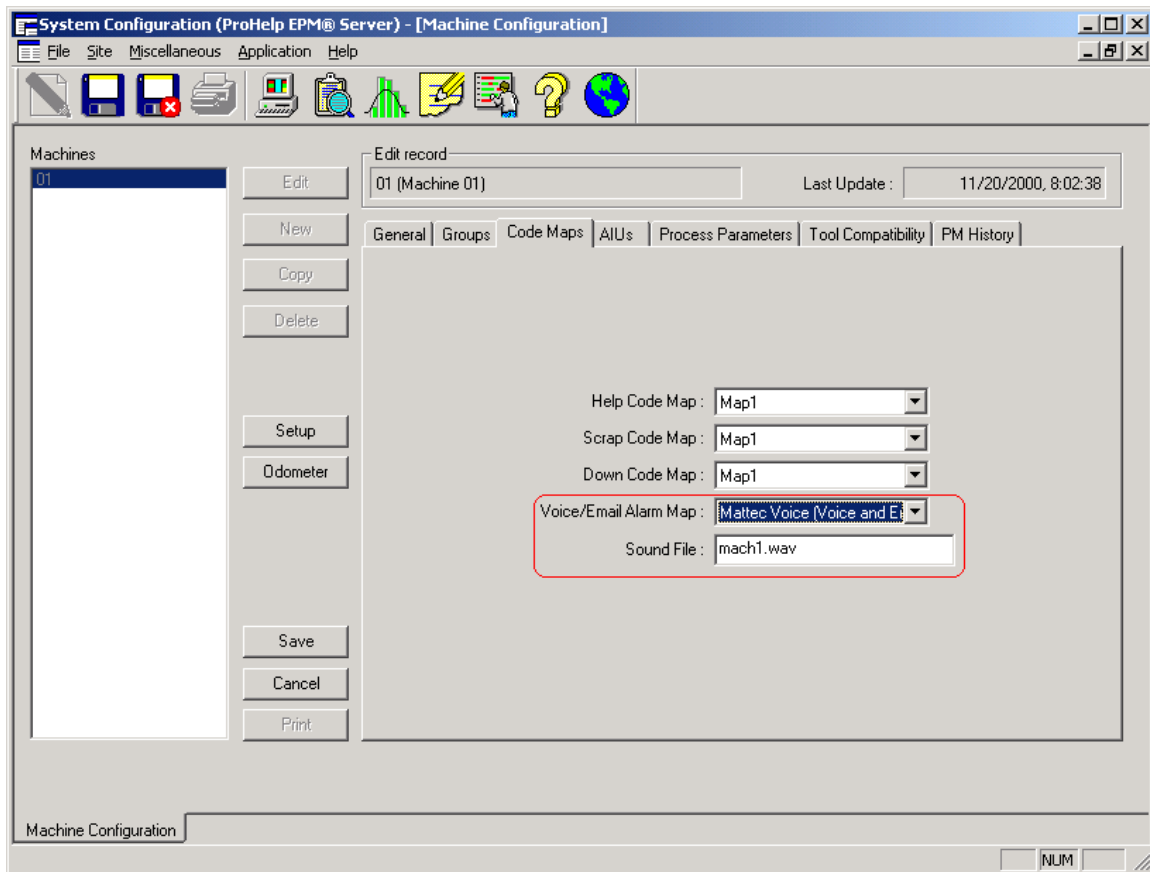 System Configuration (ProHelp EPM® Server) - [Machine Configuration]
File Site Miscellaneous Application Help
Machines
01
Edit
New
Copy
Delete
Setup
Odometer
Save
Cancel
Print
Edit record
01 (Machine 01)
Last Update : 11/20/2000, 8:02:38
General Groups Code Maps AIUs Process Parameters Tool Compatibility PM History
Help Code Map : Map1
Scrap Code Map : Map1
Down Code Map : Map1
Voice/Email Alarm Map : Mattec Voice (Voice and
Sound File : mach1.wav
Machine Configuration
NUM